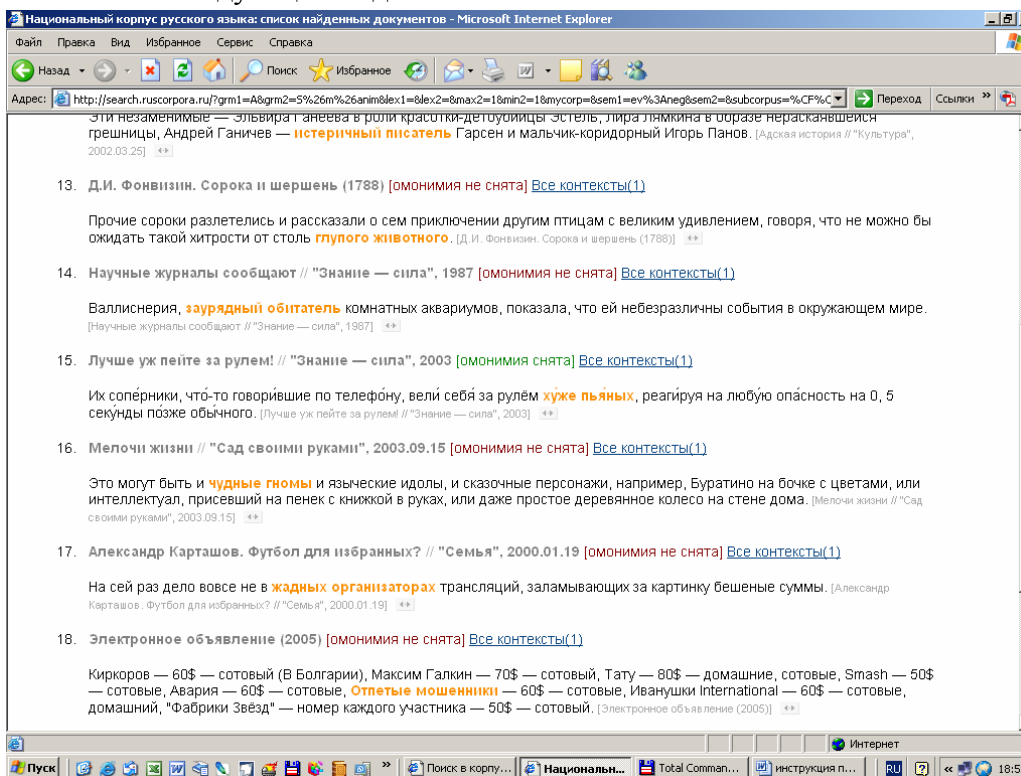 Национальный корпус русского языка: список найденных документов - Microsoft Internet Explorer
Файл Правка Вид Избранное Сервис Справка
Назад Поиск Избранное
Адрес: http://search.ruscorpora.ru/?grm1=A&grm2=S%26m%26anim&lex1=&lex2=&max2=1&min2=1&mycorp=&sem1=ev%3Aneg&sem2=&subcorpus=%CF%C Переход Ссылки »
Эти незаменимые — Эльвира Ганеева в роли красотки-детоубийцы Эстель, Лира Лямкина в образе нераскаявшейся
грешницы, Андрей Ганичев — истеричный писатель Гарсен и мальчик-коридорный Игорь Панов. [Адская история // "Культура",
2002.03.25]
13. Д.И. Фонвизин. Сорока и шершень (1788) [омонимия не снята] Все контексты(1)
Прочие сороки разлетелись и рассказали о сем приключении другим птицам с великим удивлением, говоря, что не можно бы
ожидать такой хитрости от столь глупого животного. [Д.И. Фонвизин. Сорока и шершень (1788)]
14. Научные журналы сообщают // "Знание — сила", 1987 [омонимия не снята] Все контексты(1)
Валлиснерия, заурядный обитатель комнатных аквариумов, показала, что ей небезразличны события в окружающем мире.
[Научные журналы сообщают // "Знание — сила", 1987]
15. Лучше уж пейте за рулем! // "Знание — сила", 2003 [омонимия снята] Все контексты(1)
Их сопе́рники, что́-то говори́вшие по телефо́ну, вели́ себя́ за рулём ху́же пья́ных, реаги́руя на любу́ю опа́сность на 0, 5
секу́нды по́зже обы́чного. [Лучше уж пейте за рулем! // "Знание — сила", 2003]
16. Мелочи жизни // "Сад своими руками", 2003.09.15 [омонимия не снята] Все контексты(1)
Это могут быть и чудные гномы и языческие идолы, и сказочные персонажи, например, Буратино на бочке с цветами, или
интеллектуал, присевший на пенек с книжкой в руках, или даже простое деревянное колесо на стене дома. [Мелочи жизни // "Сад
своими руками", 2003.09.15]
17. Александр Карташов. Футбол для избранных? // "Семья", 2000.01.19 [омонимия не снята] Все контексты(1)
На сей раз дело вовсе не в жадных организаторах трансляций, заламывающих за картинку бешеные суммы. [Александр
Карташов. Футбол для избранных? // "Семья", 2000.01.19]
18. Электронное объявление (2005) [омонимия не снята] Все контексты(1)
Киркоров — 60$ — сотовый (В Болгарии), Максим Галкин — 70$ — сотовый, Тату — 80$ — домашние, сотовые, Smash — 50$
— сотовые, Авария — 60$ — сотовые, Отпетые мошенники — 60$ — сотовые, Иванушки International — 60$ — сотовые,
домашний, "Фабрики Звёзд" — номер каждого участника — 50$ — сотовый. [Электронное объявление (2005)]
Интернет
Пуск » Поиск в корпу... Национальн... Total Comman... инструкция п... RU « 18:5